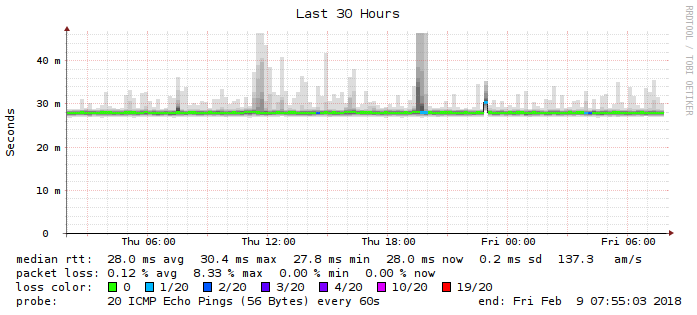 Last 30 Hours
RRDTOOL / TOBI OETIKER
Seconds
40 m
30 m
20 m
10 m
0
Thu 06:00 Thu 12:00 Thu 18:00 Fri 00:00 Fri 06:00
median rtt: 28.0 ms avg 30.4 ms max 27.8 ms min 28.0 ms now 0.2 ms sd 137.3 am/s
packet loss: 0.12 % avg 8.33 % max 0.00 % min 0.00 % now
loss color: 0 1/20 2/20 3/20 4/20 10/20 19/20
probe: 20 ICMP Echo Pings (56 Bytes) every 60s end: Fri Feb 9 07:55:03 2018